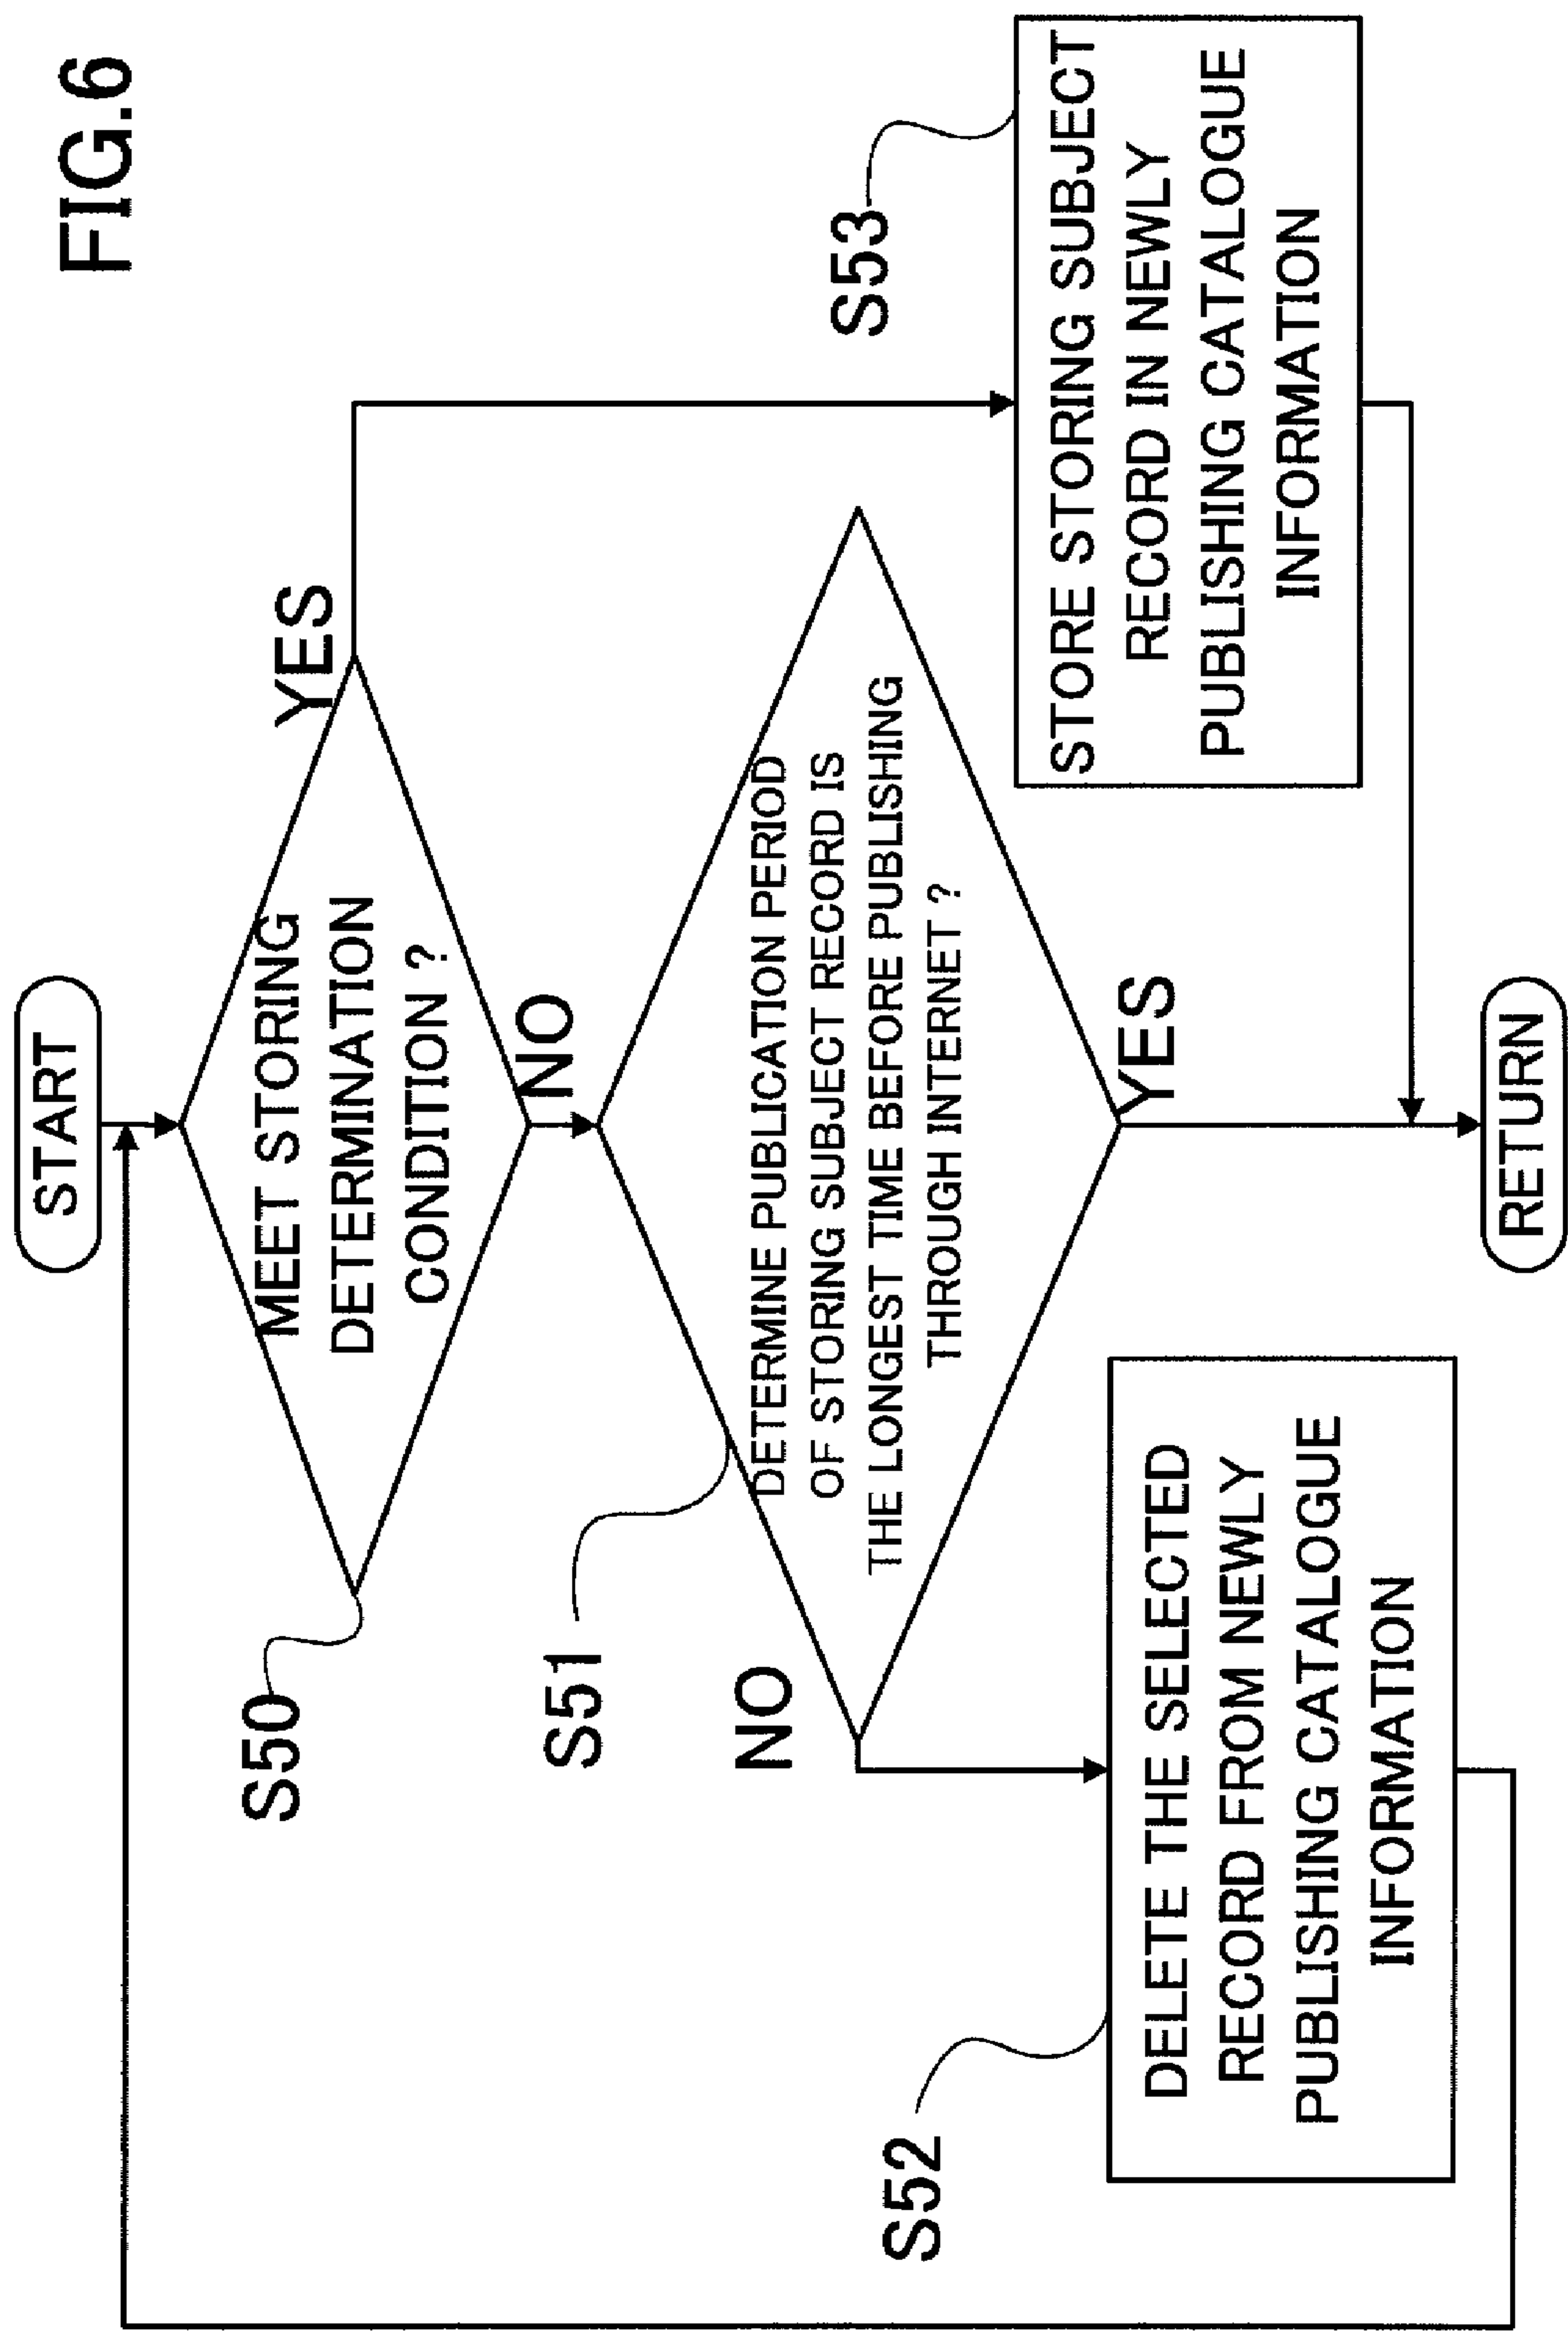 FIG.6
START
MEET STORING
DETERMINATION
CONDITION ?
YES
NO
S50
S51
DETERMINE PUBLICATION PERIOD
OF STORING SUBJECT RECORD IS
THE LONGEST TIME BEFORE PUBLISHING
THROUGH INTERNET ?
NO
YES
S52
DELETE THE SELECTED
RECORD FROM NEWLY
PUBLISHING CATALOGUE
INFORMATION
S53
STORE STORING SUBJECT
RECORD IN NEWLY
PUBLISHING CATALOGUE
INFORMATION
RETURN